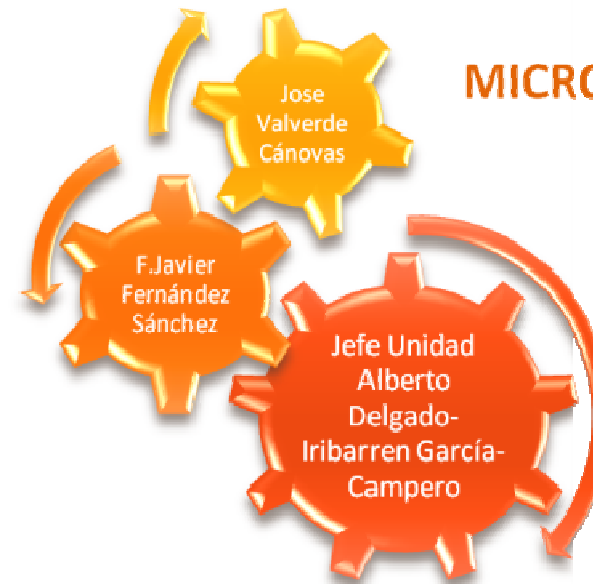 Jose
Valverde
Cánovas
MICRO
F.Javier
Fernández
Sánchez
Jefe Unidad
Alberto
Delgado-
Iribarren García-
Campero